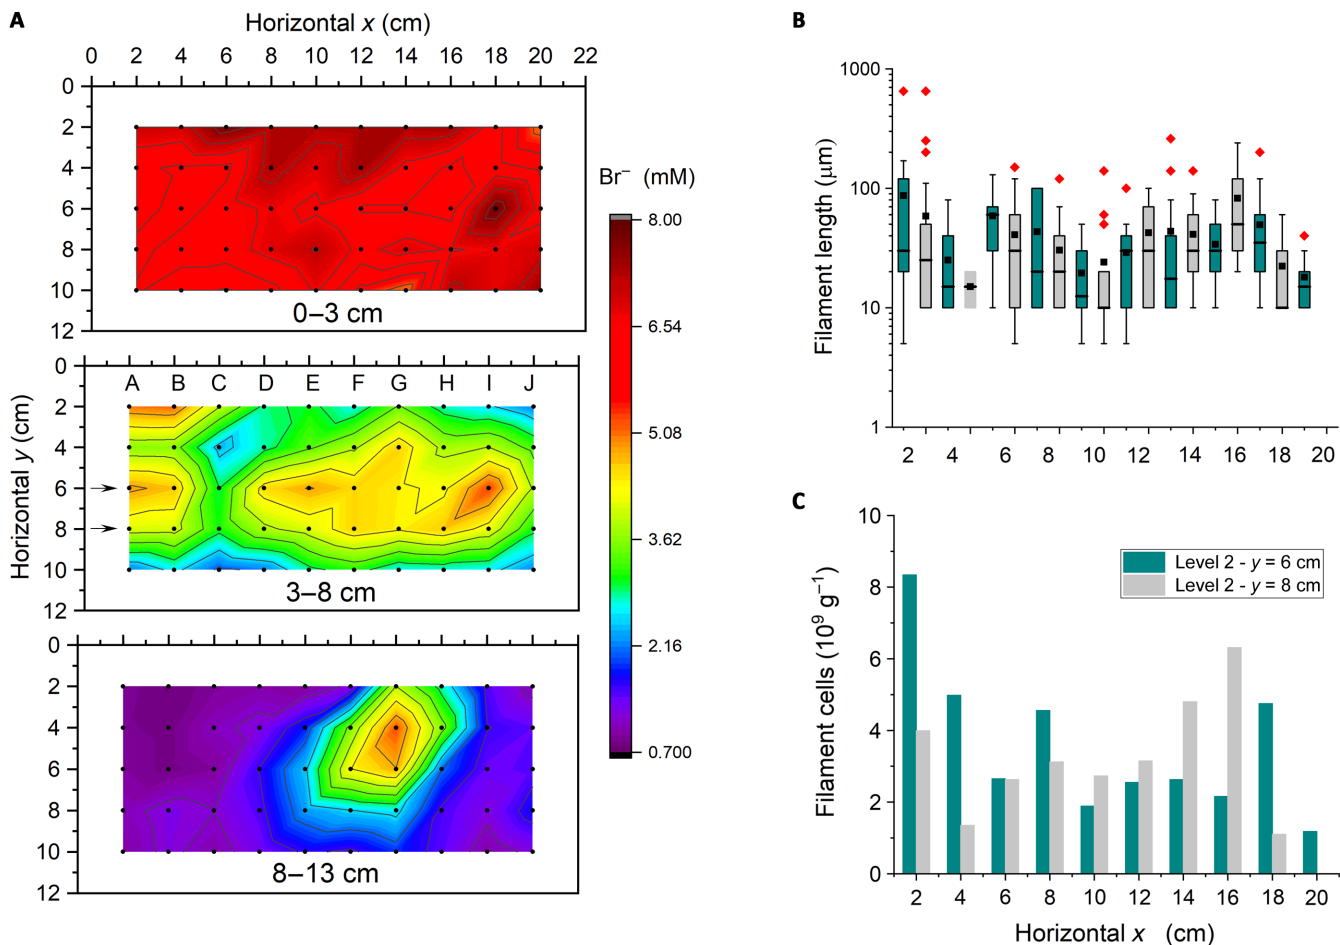 A
Horizontal x (cm)
0 2 4 6 8 10 12 14 16 18 20 22
0
2
4
6
8
10
12
0–3 cm
Br⁻ (mM)
8.00
6.54
5.08
3.62
2.16
0.700
Horizontal y (cm)
0
2
4
6
8
10
12
A B C D E F G H I J
3–8 cm
0
2
4
6
8
10
12
8–13 cm
B
Filament length (μm)
1000
100
10
1
2 4 6 8 10 12 14 16 18 20
C
Filament cells (10⁹ g⁻¹)
10
8
6
4
2
0
Level 2 - y = 6 cm
Level 2 - y = 8 cm
2 4 6 8 10 12 14 16 18 20
Horizontal x (cm)